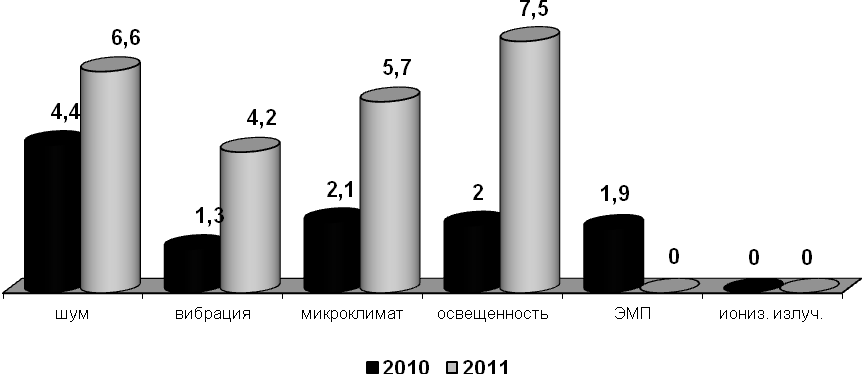 7,5
6,6
5,7
4,4
4,2
2,1
2
1,9
1,3
0
0
0
шум
вибрация
микроклимат
освещенность
ЭМП
иониз. излуч.
2010
2011